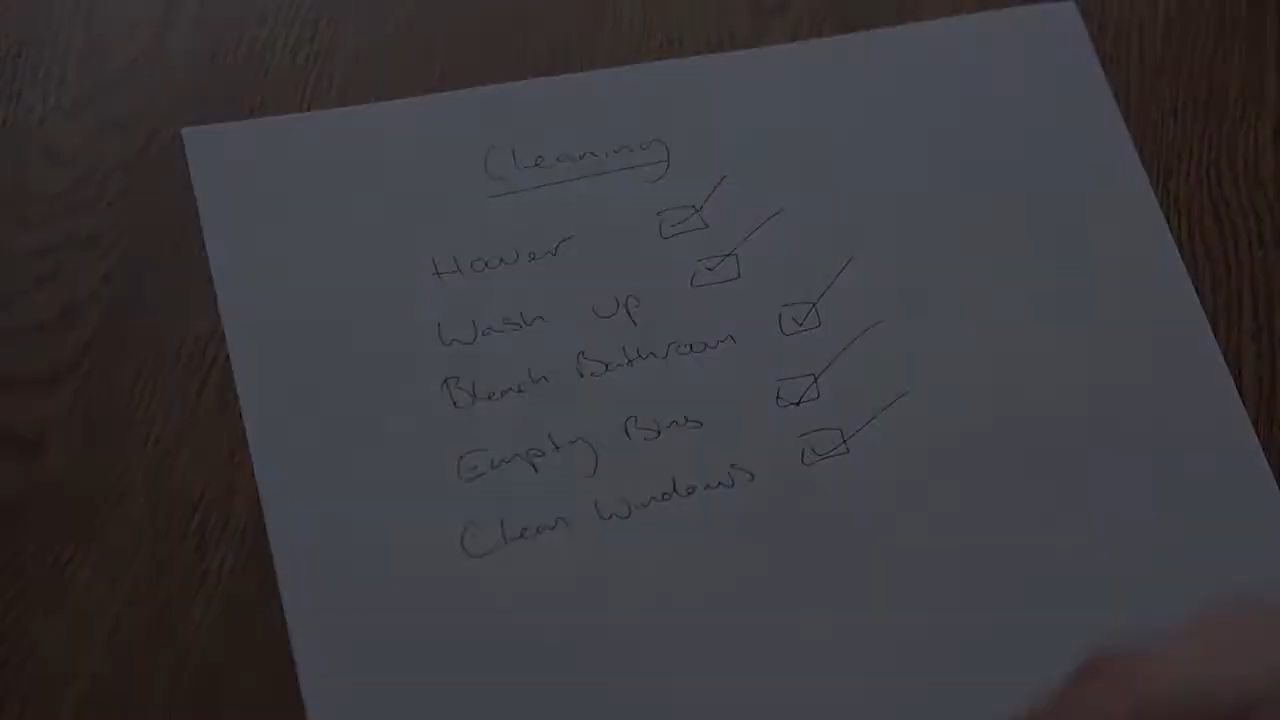 Cleaning
Hoover ☑
Wash up ☑
Bleach Bathroom ☑
Empty Bins ☑
Clean Windows ☑